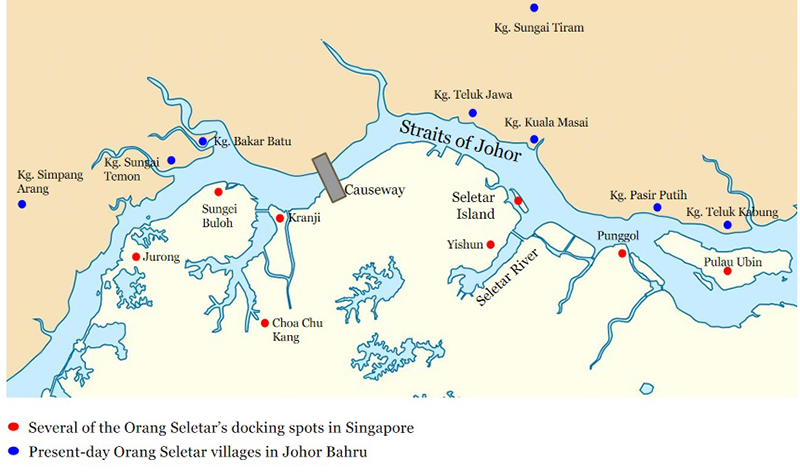 Kg. Sungai Tiram
Kg. Teluk Jawa
Straits of Johor
Kg. Kuala Masai
Kg. Bakar Batu
Kg. Sungai
Temon
Kg. Simpang
Arang
Causeway
Seletar
Island
Kg. Pasir Putih
Kg. Teluk Kabung
Sungei
Buloh
Kranji
Yishun
Seletar River
Punggol
Jurong
Pulau Ubin
Choa Chu
Kang
Several of the Orang Seletar's docking spots in Singapore
Present-day Orang Seletar villages in Johor Bahru